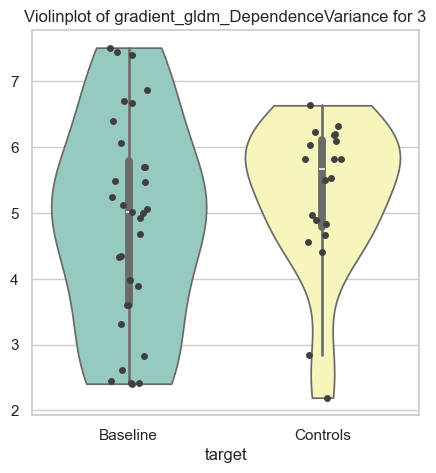 Violinplot of gradient_gldm_DependenceVariance for 3
7
6
5
4
3
2
Baseline
Controls
target